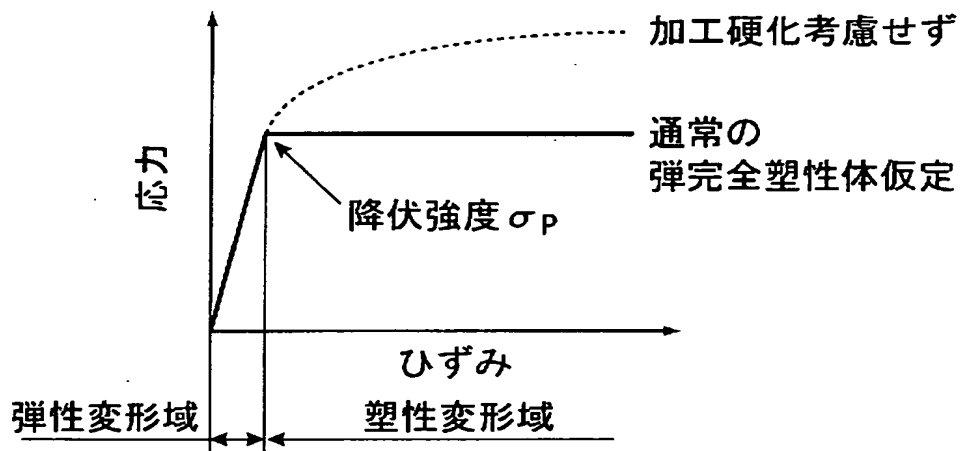 加工硬化考慮せず
通常の
弾完全塑性体仮定
応力
降伏強度σP
ひずみ
弾性変形域
塑性変形域